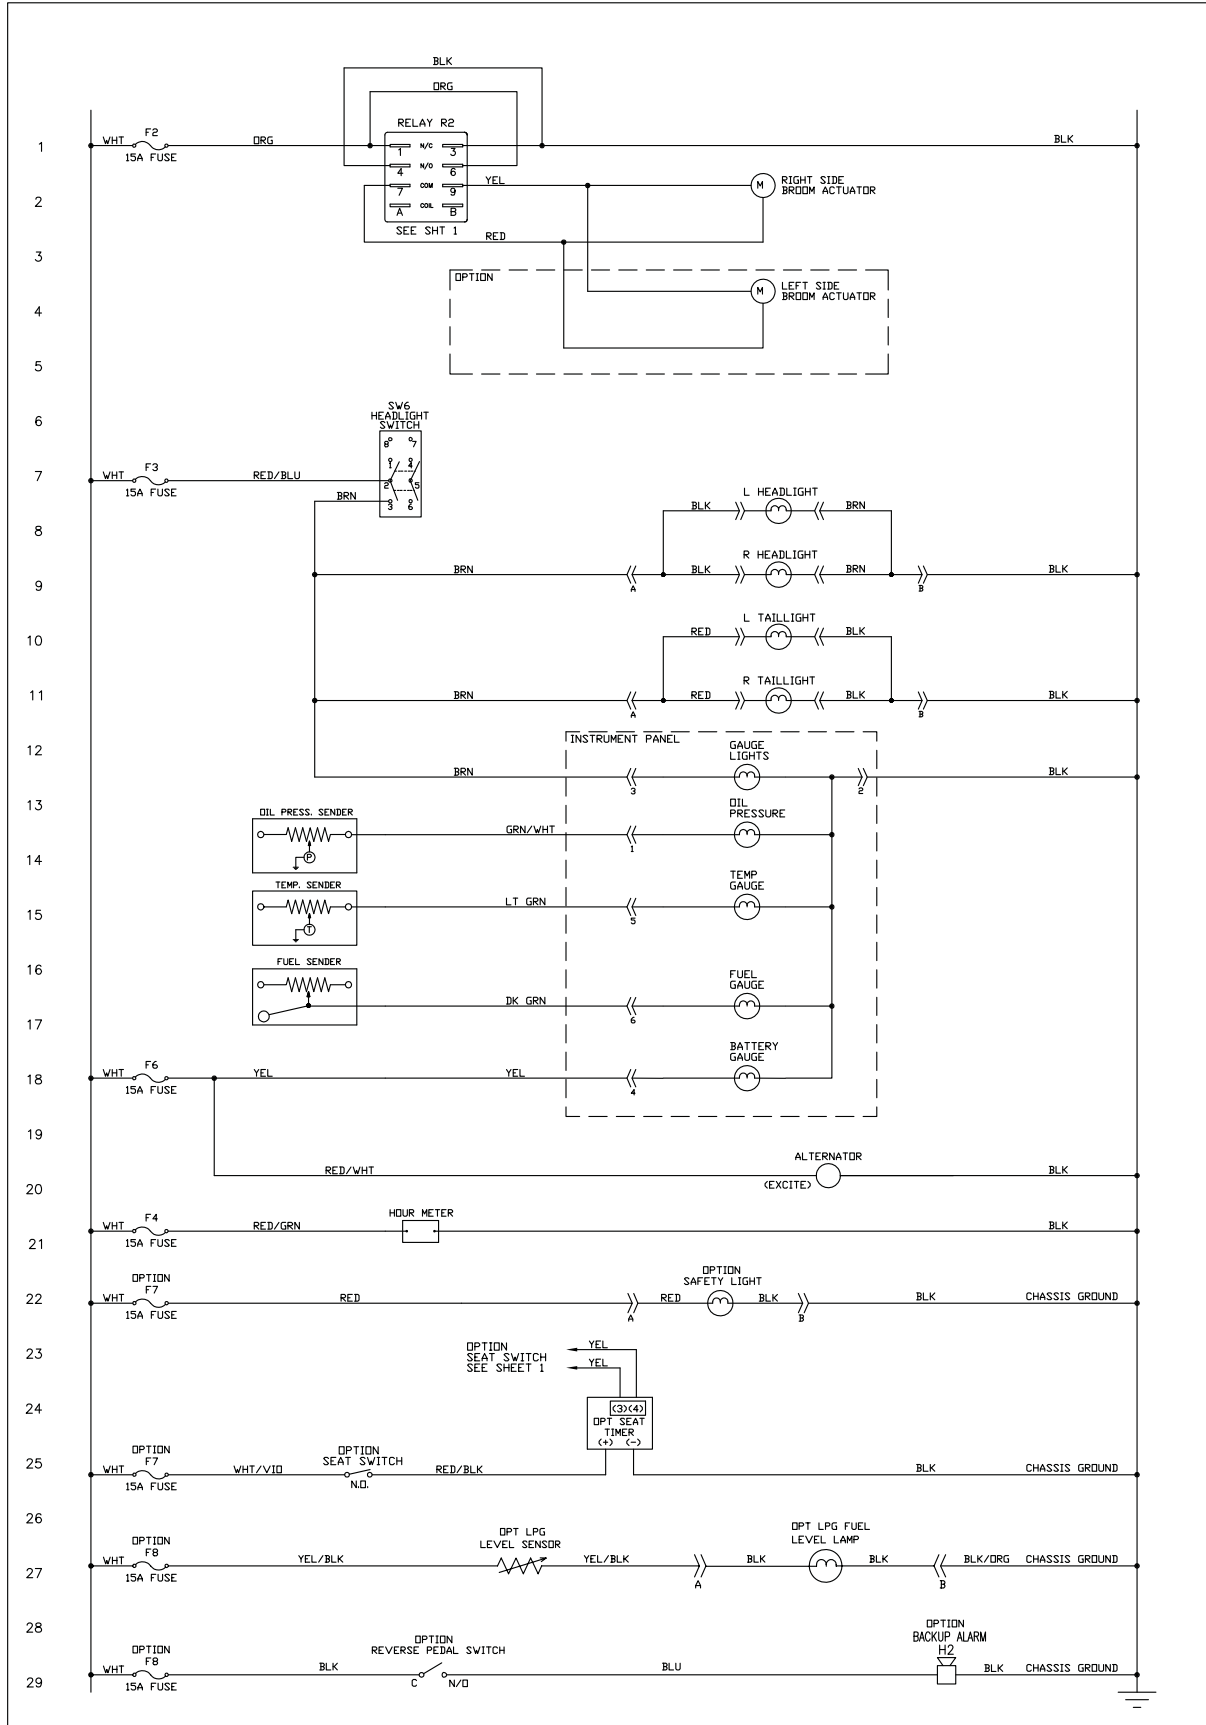 BLK
ORG
RELAY R2
1 WHT F2 ORG 1 N/C 3 BLK
15A FUSE
4 N/O 6
7 COM 9 YEL M RIGHT SIDE
2 BROOM ACTUATOR
A COIL B
SEE SHT 1
RED
3
OPTION
M LEFT SIDE
BROOM ACTUATOR
4
5
SW6
6 HEADLIGHT
SWITCH
8 7
1 4
7 WHT F3 RED/BLU 2 5
15A FUSE
BRN 3 6
L HEADLIGHT
BLK BRN
8
R HEADLIGHT
BRN BLK BRN BLK
9 A B
L TAILLIGHT
10 RED BLK
R TAILLIGHT
11 BRN RED BLK BLK
A B
INSTRUMENT PANEL
12 GAUGE
LIGHTS
BRN BLK
3 2
13 OIL
OIL PRESS. SENDER PRESSURE
GRN/WHT
1
14 P
TEMP. SENDER TEMP
GAUGE
15 LT GRN
5
T
16 FUEL SENDER FUEL
GAUGE
DK GRN
17 6
BATTERY
F6 GAUGE
18 WHT YEL YEL
15A FUSE 4
19
ALTERNATOR
RED/WHT BLK
20 (EXCITE)
F4 HOUR METER
WHT RED/GRN BLK
21 15A FUSE
OPTION OPTION
F7 SAFETY LIGHT
22 WHT RED RED BLK BLK CHASSIS GROUND
15A FUSE A B
23 OPTION YEL
SEAT SWITCH
SEE SHEET 1 YEL
24 (3)(4)
OPT SEAT
TIMER
(+) (-)
OPTION OPTION
25 F7 SEAT SWITCH
WHT WHT/VIO RED/BLK BLK CHASSIS GROUND
15A FUSE N.O.
26
OPTION OPT LPG OPT LPG FUEL
F8 LEVEL SENSOR LEVEL LAMP
27 WHT YEL/BLK YEL/BLK BLK BLK BLK/ORG CHASSIS GROUND
15A FUSE A B
28 OPTION
BACKUP ALARM
OPTION OPTION H2
F8 REVERSE PEDAL SWITCH
29 WHT BLK BLU BLK CHASSIS GROUND
15A FUSE C N/O